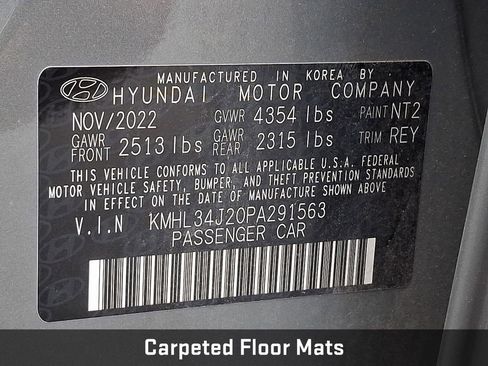 MANUFACTURED IN KOREA BY
HYUNDAI MOTOR COMPANY
NOV/2022 GVWR 4354 lbs PAINT NT2
GAWR FRONT 2513 lbs GAWR REAR 2315 lbs TRIM REY
THIS VEHICLE CONFORMS TO ALL APPLICABLE U.S.A. FEDERAL
MOTOR VEHICLE SAFETY, BUMPER, AND THEFT PREVENTION STANDARDS
IN EFFECT ON THE DATE OF MANUFACTURE SHOWN ABOVE.
V.I.N KMHL34J20PA291563
PASSENGER CAR
Carpeted Floor Mats